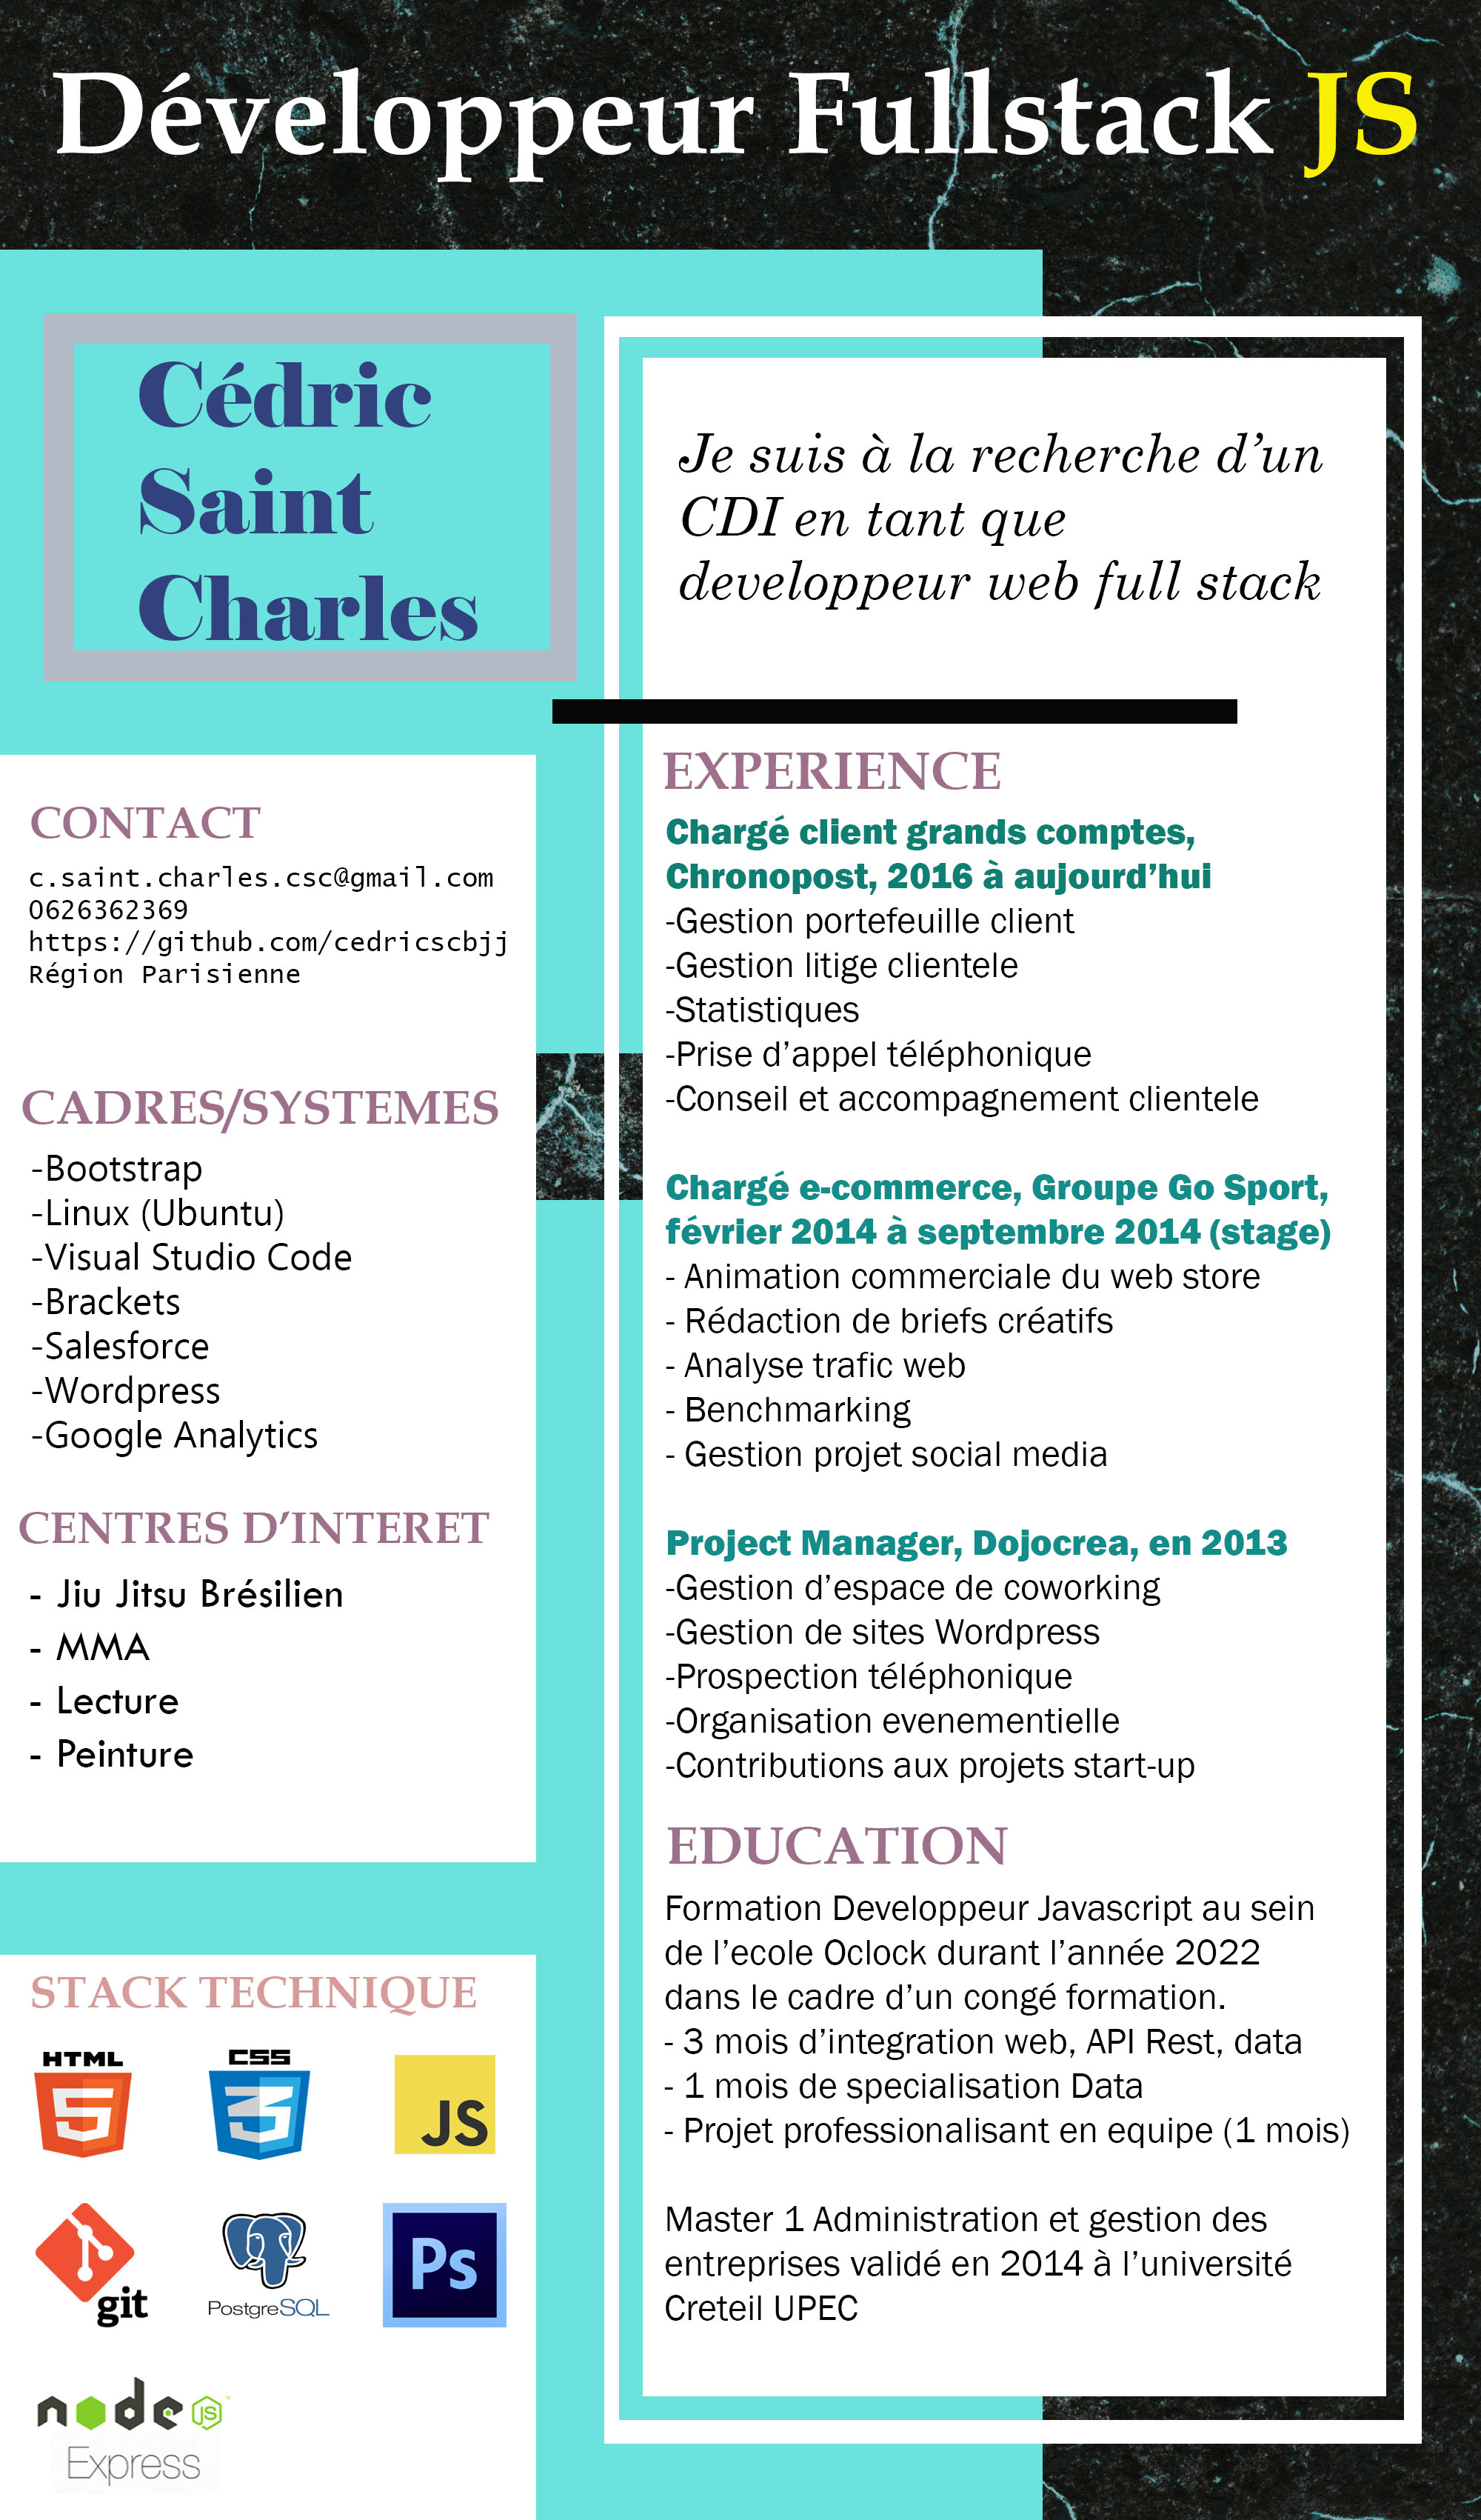 Développeur Fullstack JS
Cédric
Saint
Charles
Je suis à la recherche d'un
CDI en tant que
developpeur web full stack
CONTACT
c.saint.charles.csc@gmail.com
0626362369
https://github.com/cedricscbjj
Région Parisienne
CADRES/SYSTEMES
-Bootstrap
-Linux (Ubuntu)
-Visual Studio Code
-Brackets
-Salesforce
-Wordpress
-Google Analytics
CENTRES D'INTERET
- Jiu Jitsu Brésilien
- MMA
- Lecture
- Peinture
STACK TECHNIQUE
HTML
5
CSS
3
JS
git
PostgreSQL
Ps
node JS
Express
EXPERIENCE
Chargé client grands comptes,
Chronopost, 2016 à aujourd'hui
-Gestion portefeuille client
-Gestion litige clientele
-Statistiques
-Prise d'appel téléphonique
-Conseil et accompagnement clientele
Chargé e-commerce, Groupe Go Sport,
février 2014 à septembre 2014 (stage)
- Animation commerciale du web store
- Rédaction de briefs créatifs
- Analyse trafic web
- Benchmarking
- Gestion projet social media
Project Manager, Dojocrea, en 2013
-Gestion d'espace de coworking
-Gestion de sites Wordpress
-Prospection téléphonique
-Organisation evenementielle
-Contributions aux projets start-up
EDUCATION
Formation Developpeur Javascript au sein
de l'ecole Oclock durant l'année 2022
dans le cadre d'un congé formation.
- 3 mois d'integration web, API Rest, data
- 1 mois de specialisation Data
- Projet professionalisant en equipe (1 mois)
Master 1 Administration et gestion des
entreprises validé en 2014 à l'université
Creteil UPEC